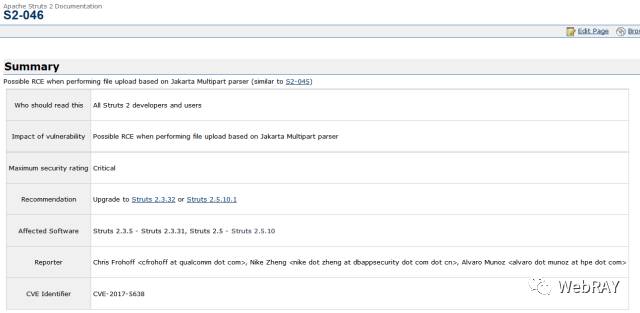 Apache Struts 2 Documentation
S2-046
Edit Page Bro
Summary
Possible RCE when performing file upload based on Jakarta Multipart parser (similar to S2-045)
Who should read this All Struts 2 developers and users
Impact of vulnerability Possible RCE when performing file upload based on Jakarta Multipart parser
Maximum security rating Critical
Recommendation Upgrade to Struts 2.3.32 or Struts 2.5.10.1
Affected Software Struts 2.3.5 - Struts 2.3.31, Struts 2.5 - Struts 2.5.10
Reporter Chris Frohoff <cfrohoff at qualcomm dot com>, Nike Zheng <nike dot zheng at dbappsecurity dot com dot cn>, Alvaro Munoz <alvaro dot munoz at hpe dot com>
CVE Identifier CVE-2017-5638
WebRAY